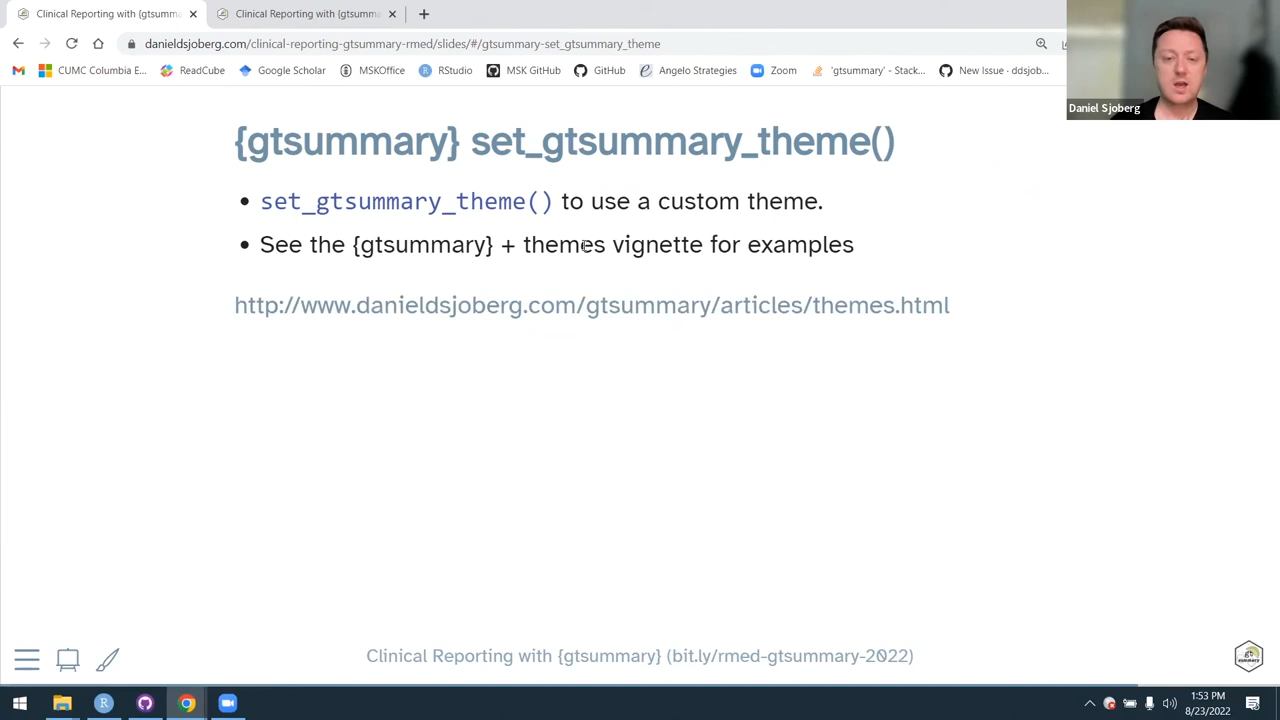 Clinical Reporting with {gtsumma
Clinical Reporting with {gtsumm
danieldsjoberg.com/clinical-reporting-gtsummary-rmed/slides/#/gtsummary-set_gtsummary_theme
CUMC Columbia E...
ReadCube
Google Scholar
MSKOffice
RStudio
MSK GitHub
GitHub
Angelo Strategies
Zoom
'gtsummary' - Stack...
New Issue · ddsjob...
Daniel Sjoberg
{gtsummary} set_gtsummary_theme()
• set_gtsummary_theme() to use a custom theme.
• See the {gtsummary} + themes vignette for examples
http://www.danieldsjoberg.com/gtsummary/articles/themes.html
Clinical Reporting with {gtsummary} (bit.ly/rmed-gtsummary-2022)
gt
summary
1:53 PM
8/23/2022